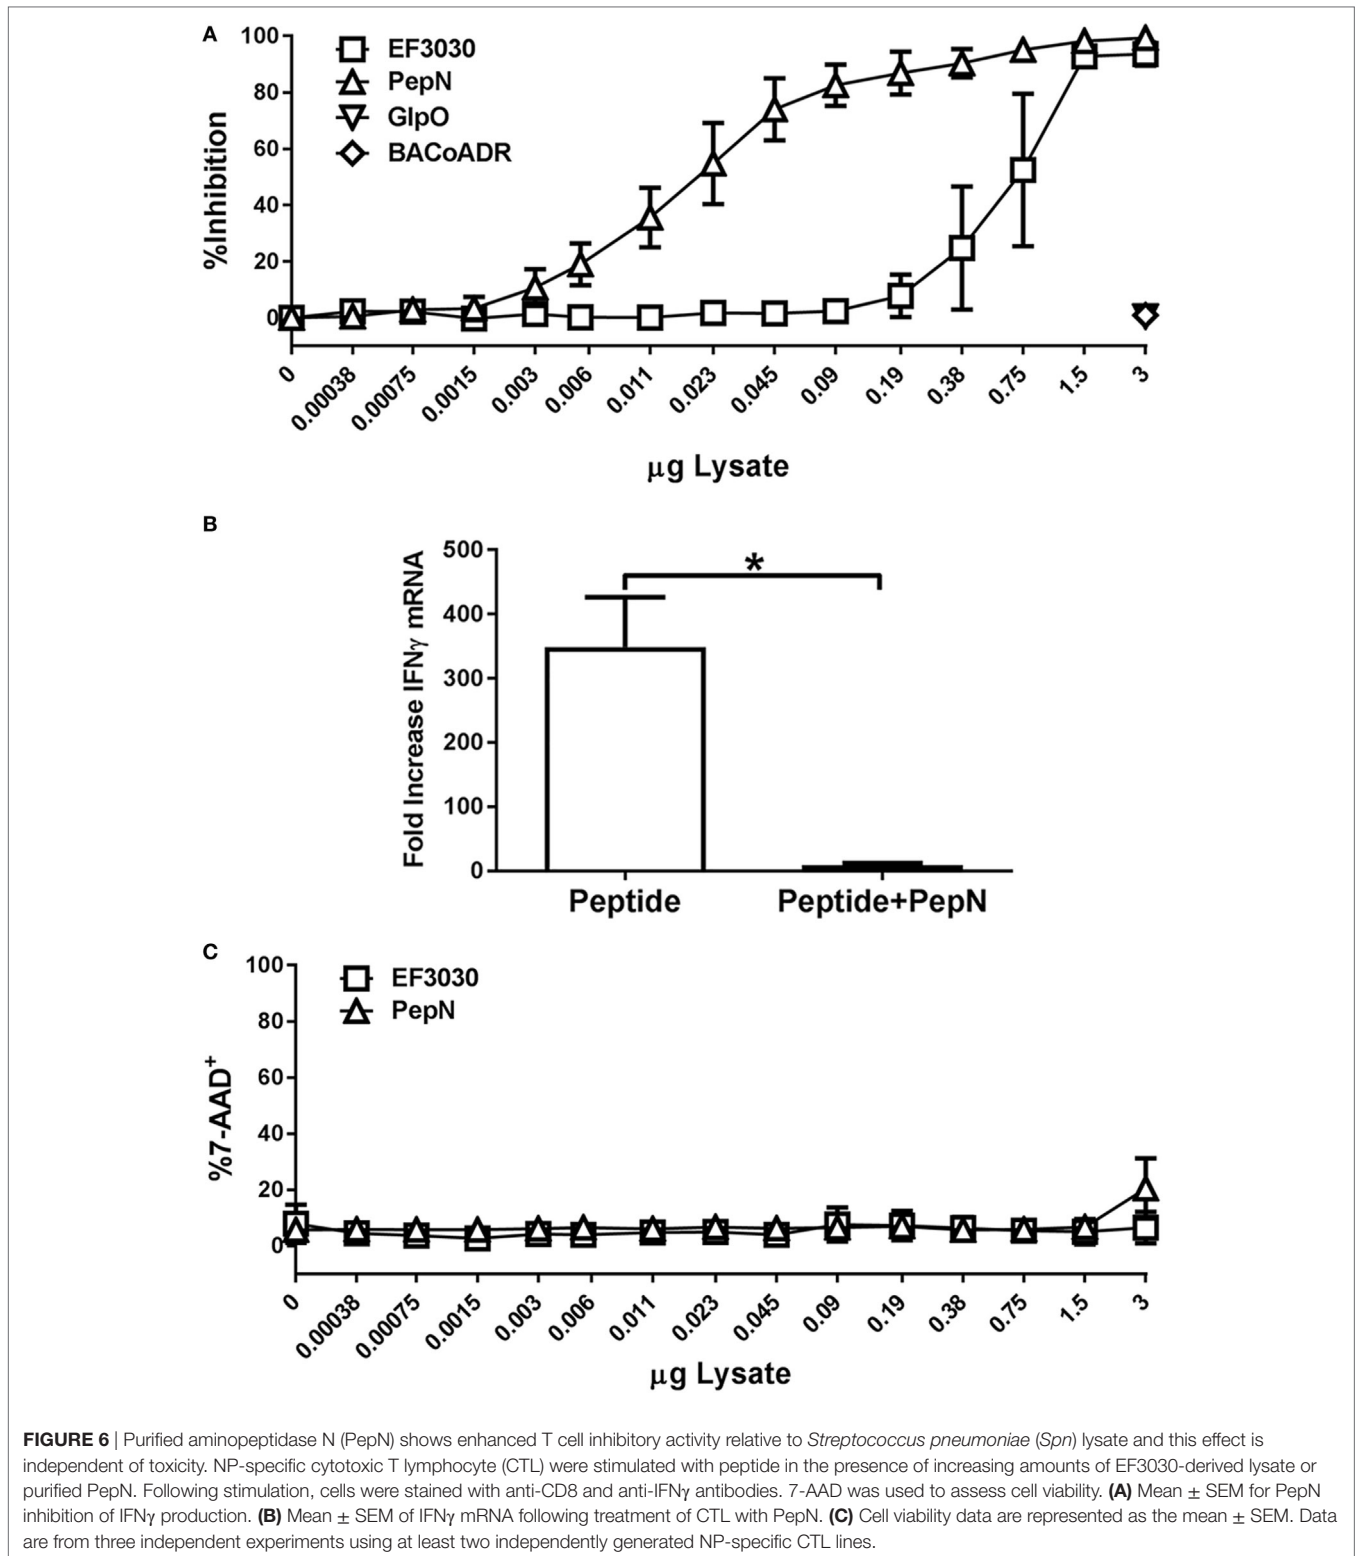 A
100
80
60
40
20
0
%Inhibition
EF3030
PepN
GlpO
BACoADR
0 0.00038 0.00075 0.0015 0.003 0.006 0.011 0.023 0.045 0.09 0.19 0.38 0.75 1.5 3
µg Lysate
B
500
400
300
200
100
0
Fold Increase IFNγ mRNA
*
Peptide Peptide+PepN
C
100
80
60
40
20
0
%7-AAD+
EF3030
PepN
0 0.00038 0.00075 0.0015 0.003 0.006 0.011 0.023 0.045 0.09 0.19 0.38 0.75 1.5 3
µg Lysate
FIGURE 6 | Purified aminopeptidase N (PepN) shows enhanced T cell inhibitory activity relative to Streptococcus pneumoniae (Spn) lysate and this effect is
independent of toxicity. NP-specific cytotoxic T lymphocyte (CTL) were stimulated with peptide in the presence of increasing amounts of EF3030-derived lysate or
purified PepN. Following stimulation, cells were stained with anti-CD8 and anti-IFNγ antibodies. 7-AAD was used to assess cell viability. (A) Mean ± SEM for PepN
inhibition of IFNγ production. (B) Mean ± SEM of IFNγ mRNA following treatment of CTL with PepN. (C) Cell viability data are represented as the mean ± SEM. Data
are from three independent experiments using at least two independently generated NP-specific CTL lines.